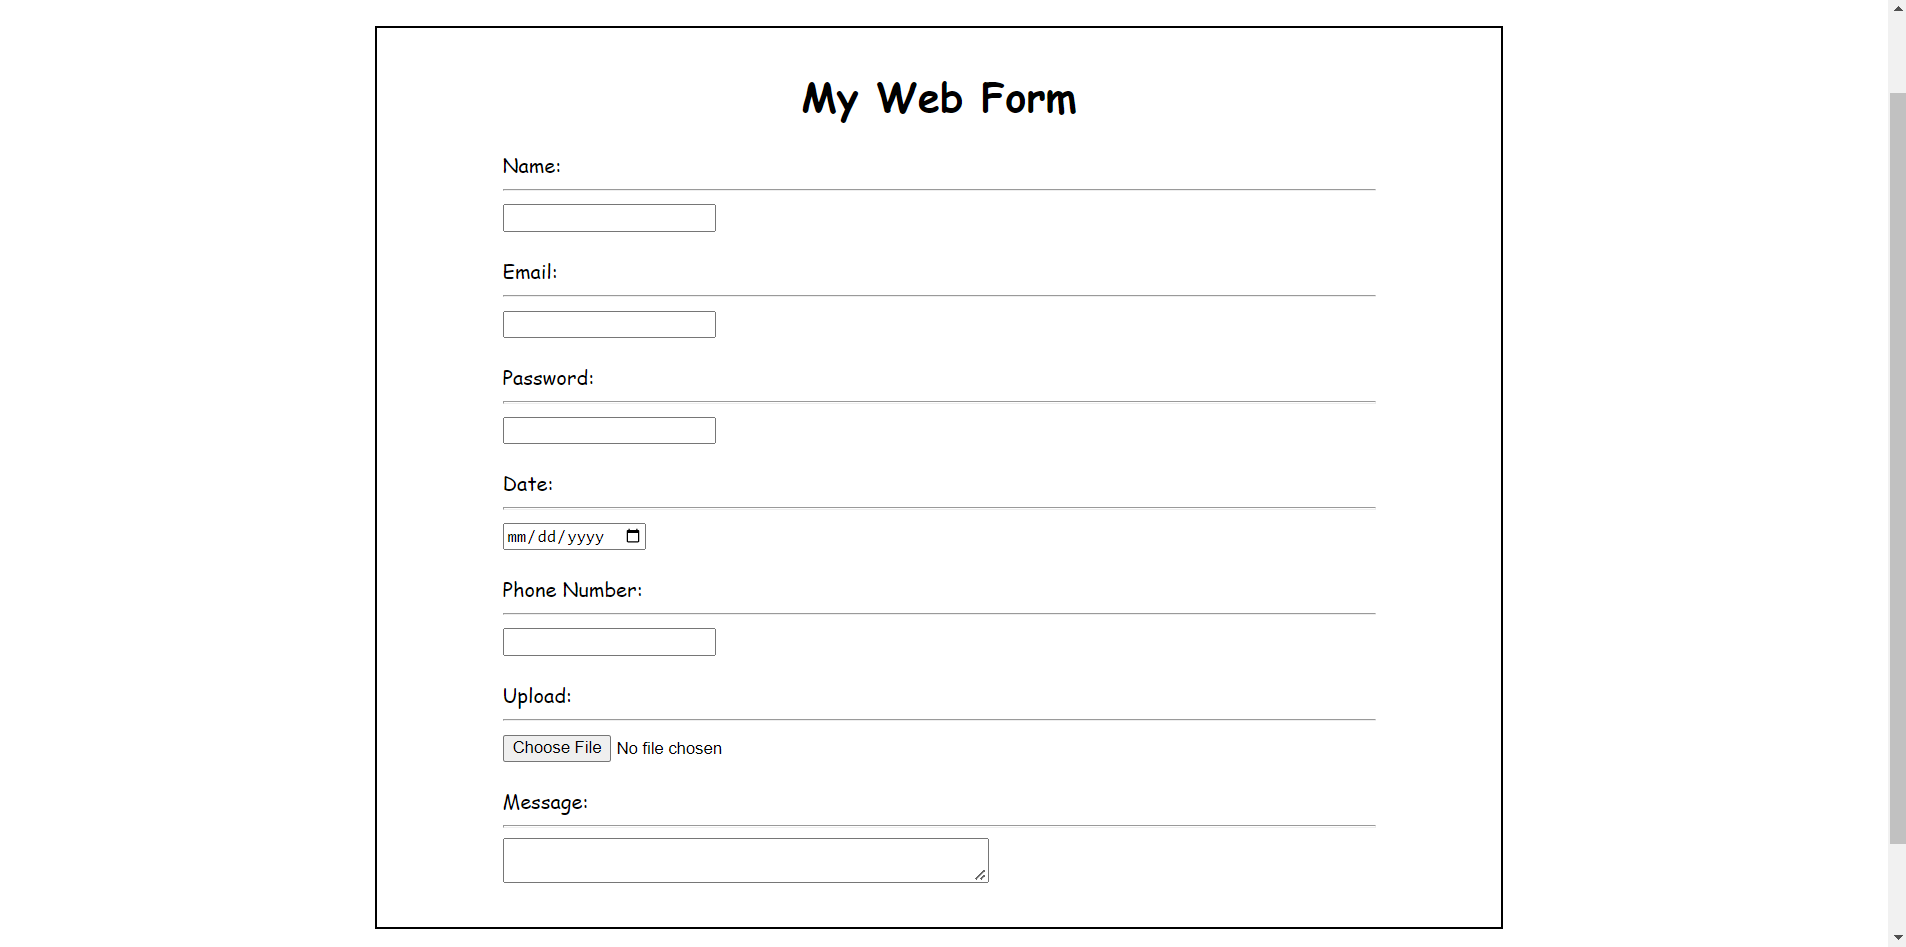 My Web Form
Name:
Email:
Password:
Date:
mm/dd/yyyy
Phone Number:
Upload:
Choose File No file chosen
Message: